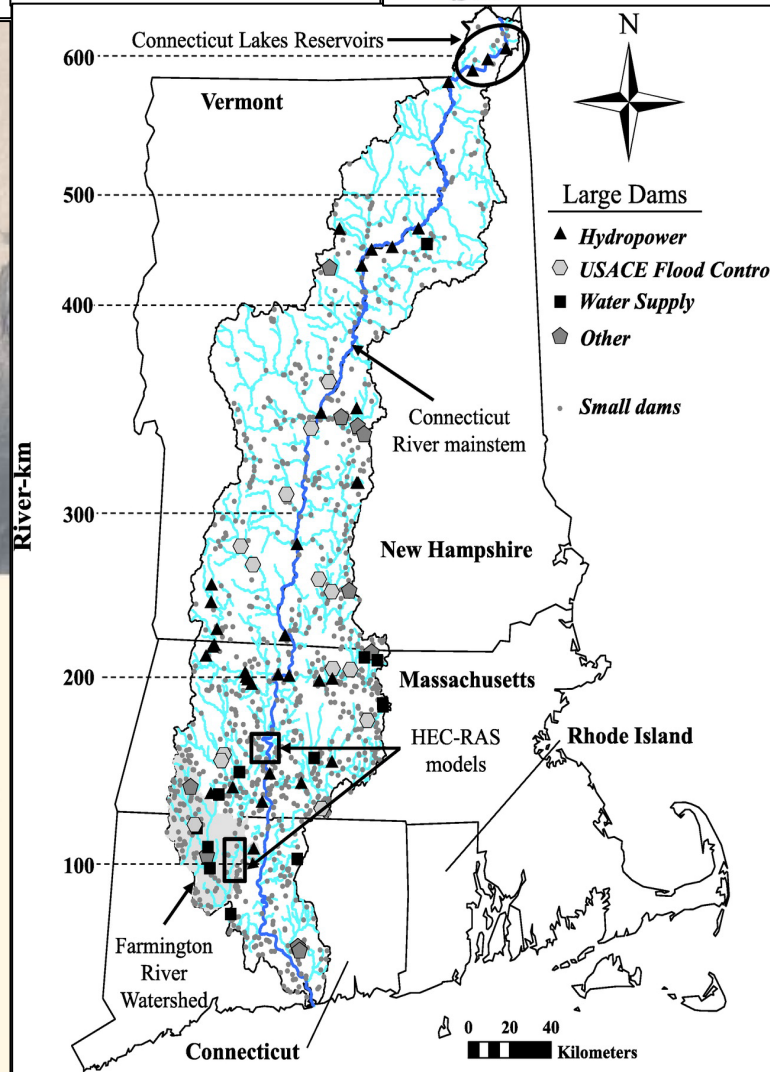 Connecticut Lakes Reservoirs
N
600
Vermont
500
Large Dams
Hydropower
USACE Flood Contro
Water Supply
Other
Small dams
400
Connecticut
River mainstem
River-km
300
New Hampshire
200
Massachusetts
HEC-RAS
models
Rhode Island
100
Farmington
River
Watershed
Connecticut
0 20 40
Kilometers